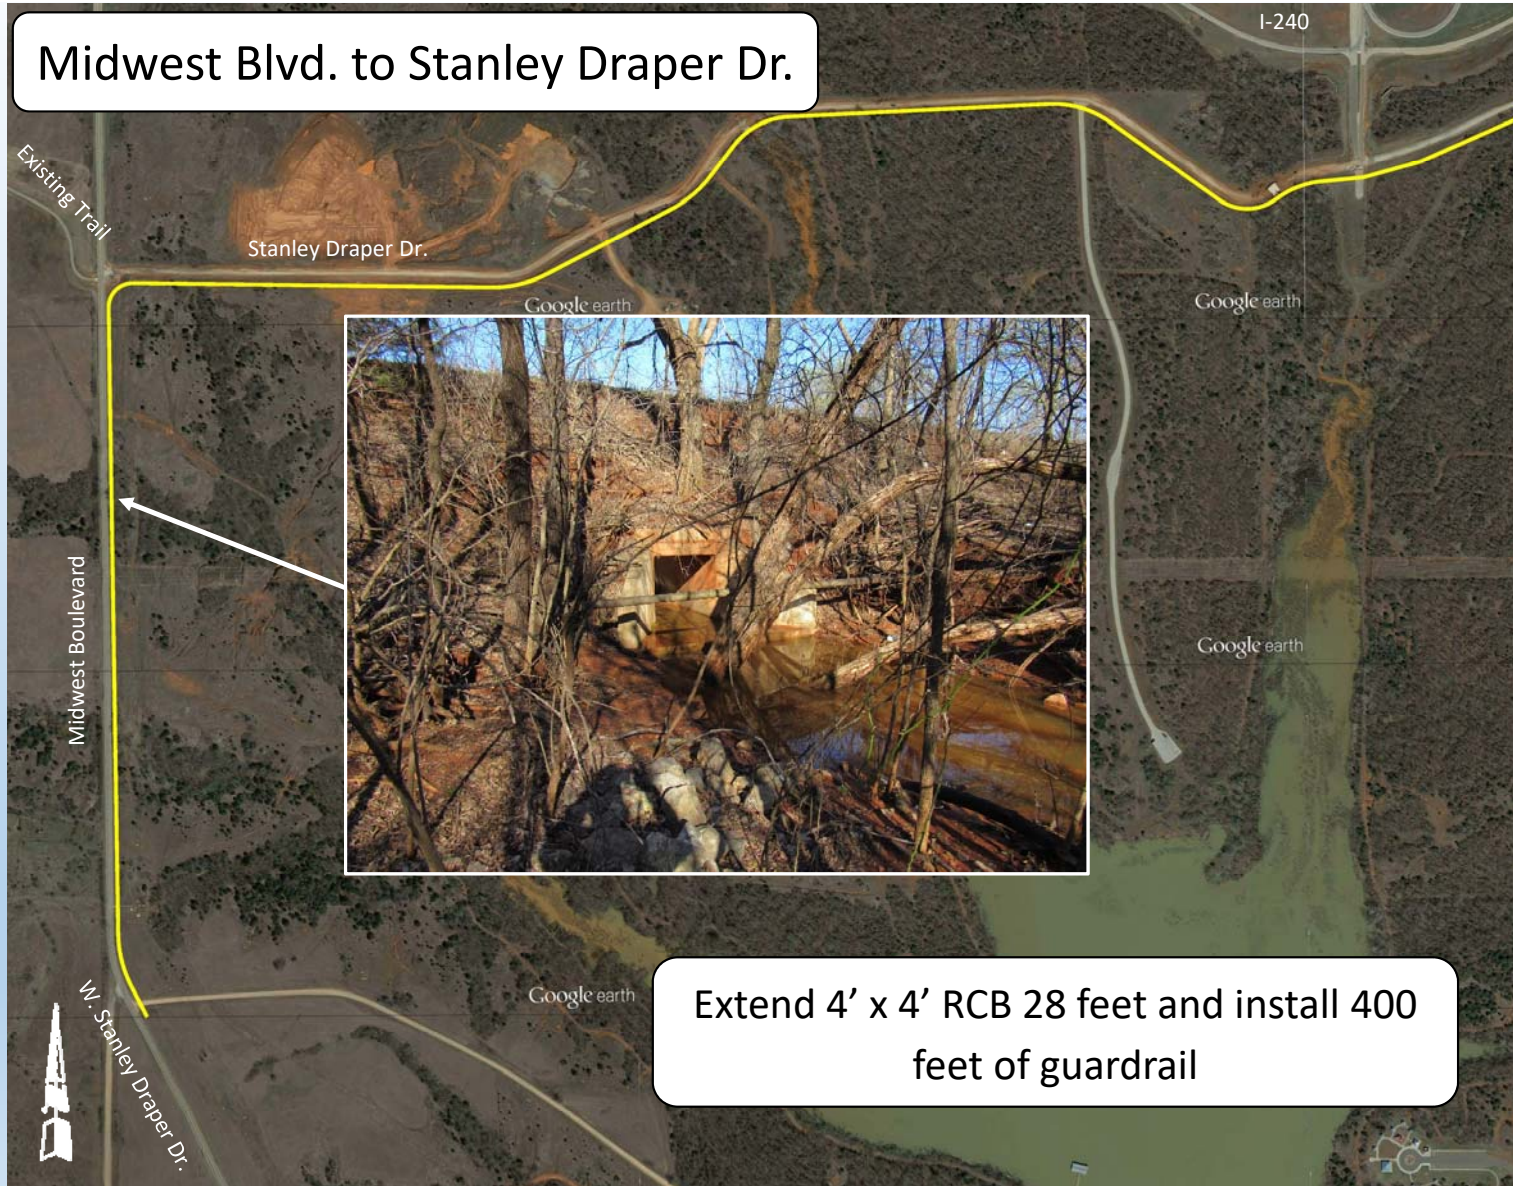 Midwest Blvd. to Stanley Draper Dr.
I-240
Existing Trail
Stanley Draper Dr.
Google earth
Google earth
Midwest Boulevard
Google earth
Google earth
W. Stanley Draper Dr.
Extend 4’ x 4’ RCB 28 feet and install 400
feet of guardrail